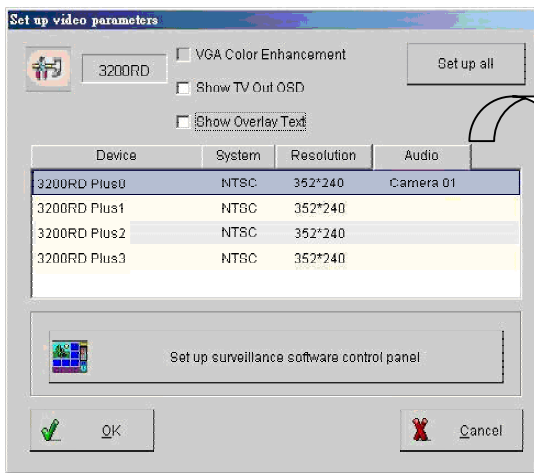 Set up video parameters
3200RD
VGA Color Enhancement
Show TV Out OSD
Show Overlay Text
Set up all
Device System Resolution Audio
3200RD Plus0 NTSC 352*240 Camera 01
3200RD Plus1 NTSC 352*240
3200RD Plus2 NTSC 352*240
3200RD Plus3 NTSC 352*240
Set up surveillance software control panel
OK
Cancel